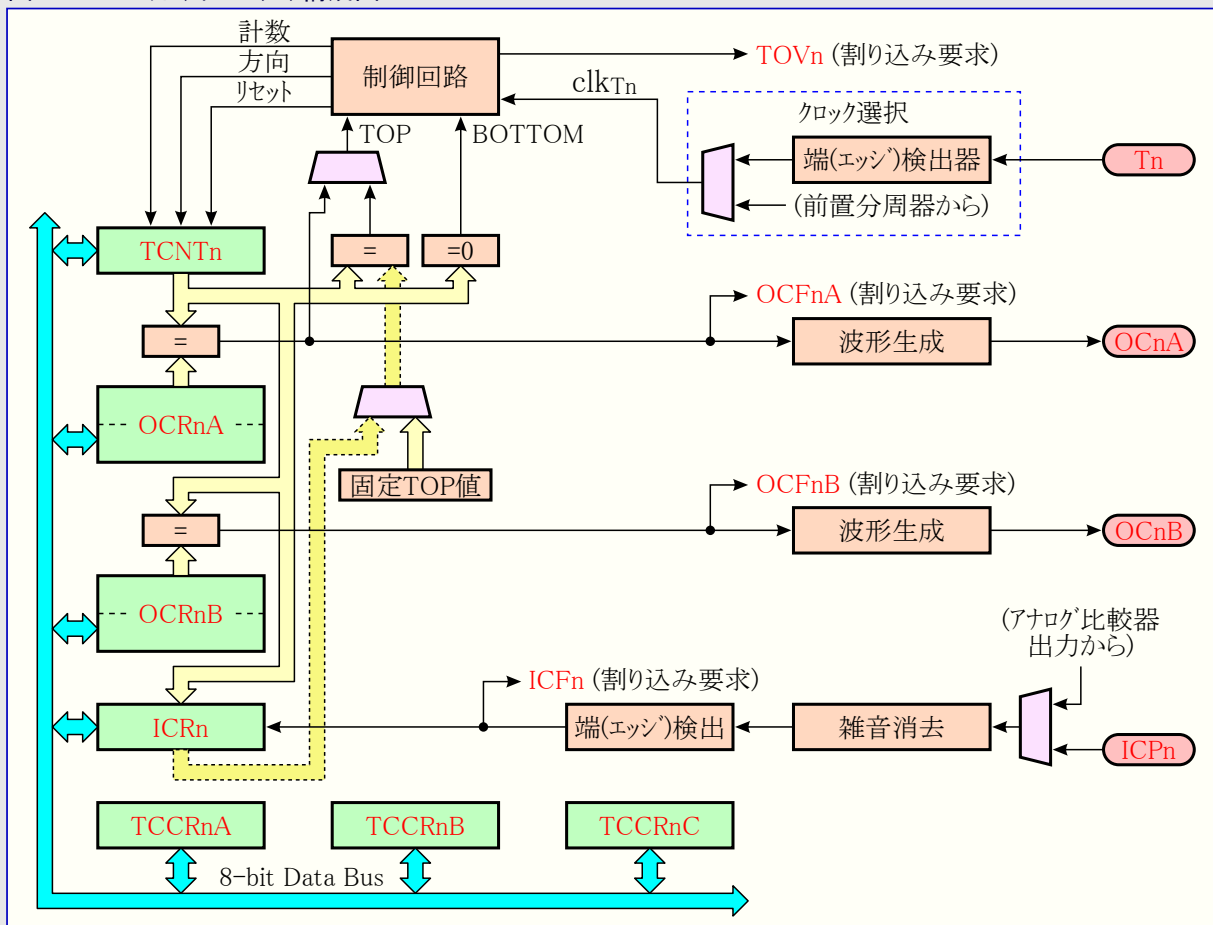 計数
方向
リセット
制御回路
TOVn (割り込み要求)
clkTn
クロック選択
TOP
BOTTOM
端(エッジ)検出器
Tn
(前置分周器から)
TCNTn
=
=0
OCFnA (割り込み要求)
=
波形生成
OCnA
OCRnA
固定TOP値
OCFnB (割り込み要求)
=
波形生成
OCnB
OCRnB
(アナログ比較器
出力から)
ICFn (割り込み要求)
ICRn
端(エッジ)検出
雑音消去
ICPn
TCCRnA
TCCRnB
TCCRnC
8-bit Data Bus